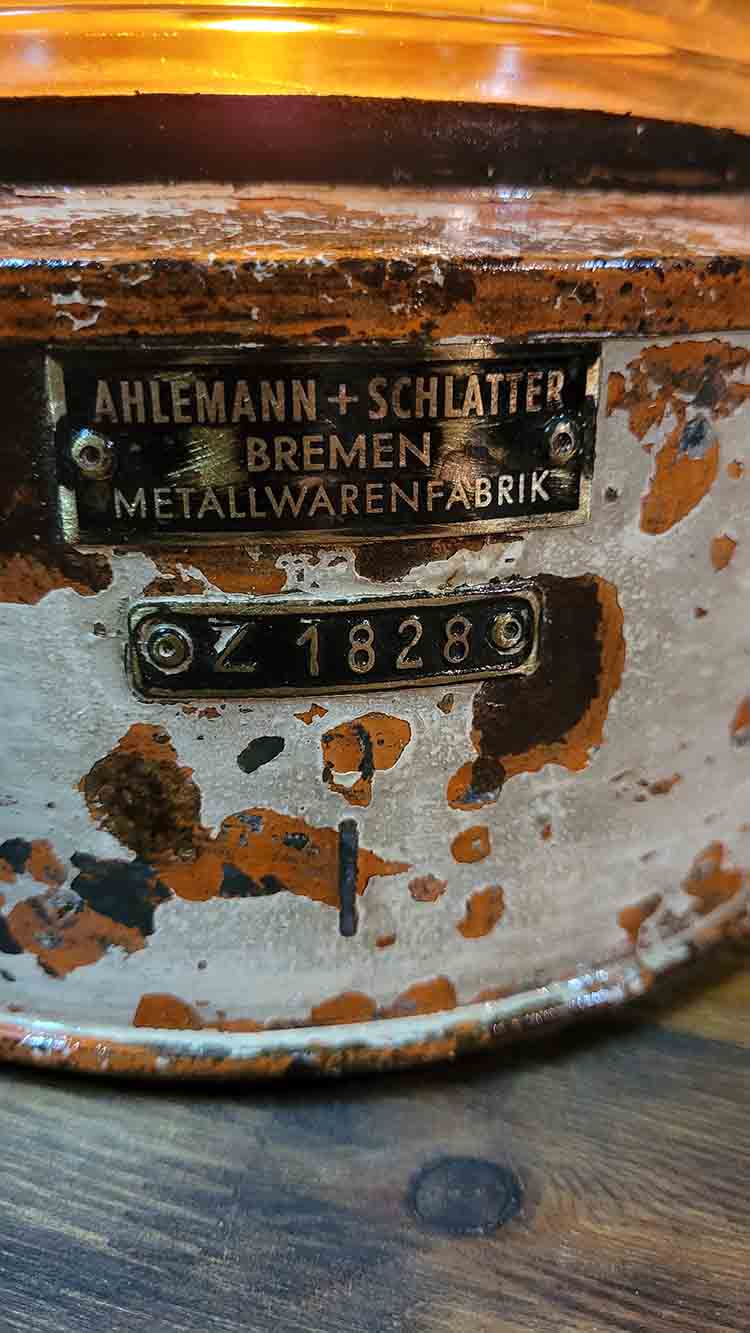 AHLEMANN + SCHLATTER
BREMEN
METALLWARENFABRIK
Z 1828